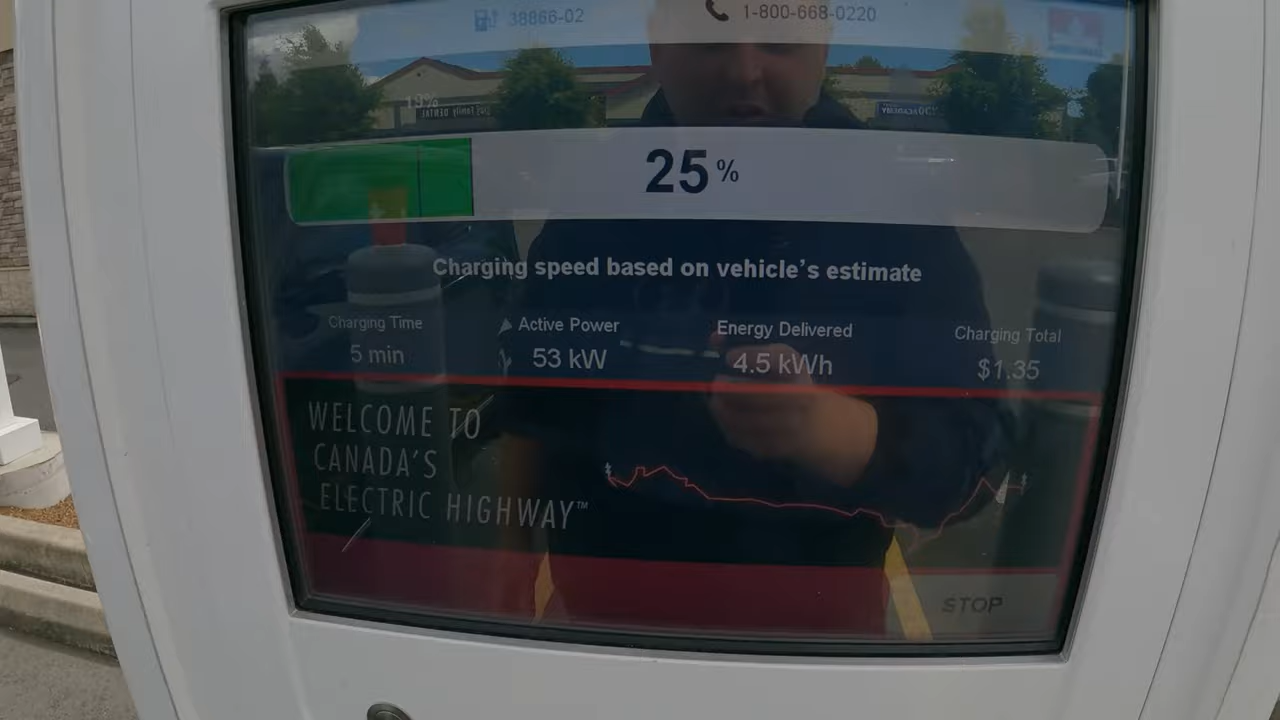 38866-02
1-800-668-0220
19%
25 %
Charging speed based on vehicle's estimate
Charging Time
Active Power
Energy Delivered
Charging Total
5 min
53 kW
4.5 kWh
$1.35
WELCOME TO
CANADA'S
ELECTRIC HIGHWAY™
STOP